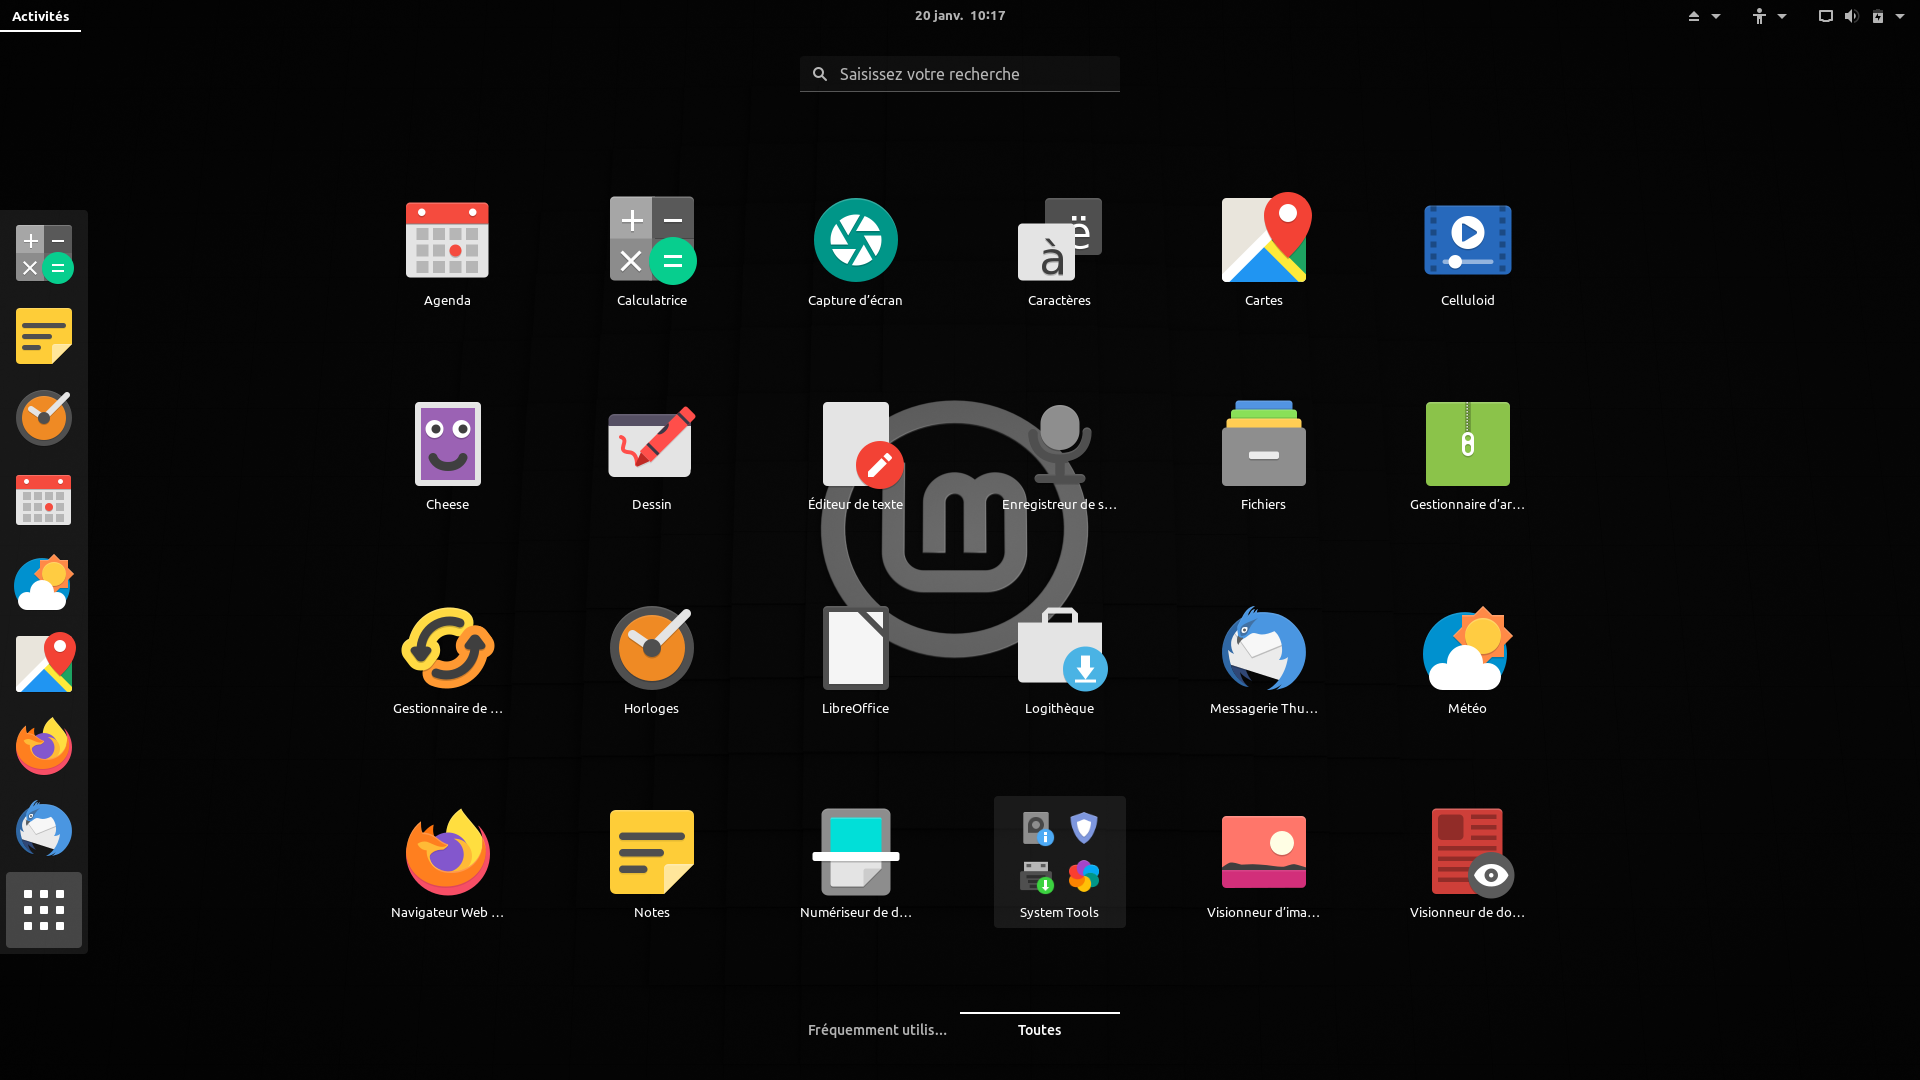 Activités
20 janv. 10:17
Saisissez votre recherche
Agenda
Calculatrice
Capture d’écran
Caractères
Cartes
Celluloid
Cheese
Dessin
Éditeur de texte
Enregistreur de s…
Fichiers
Gestionnaire d’ar…
Gestionnaire de …
Horloges
LibreOffice
Logithèque
Messagerie Thu…
Météo
Navigateur Web …
Notes
Numériseur de d…
System Tools
Visionneur d’ima…
Visionneur de do…
Fréquemment utilis…
Toutes